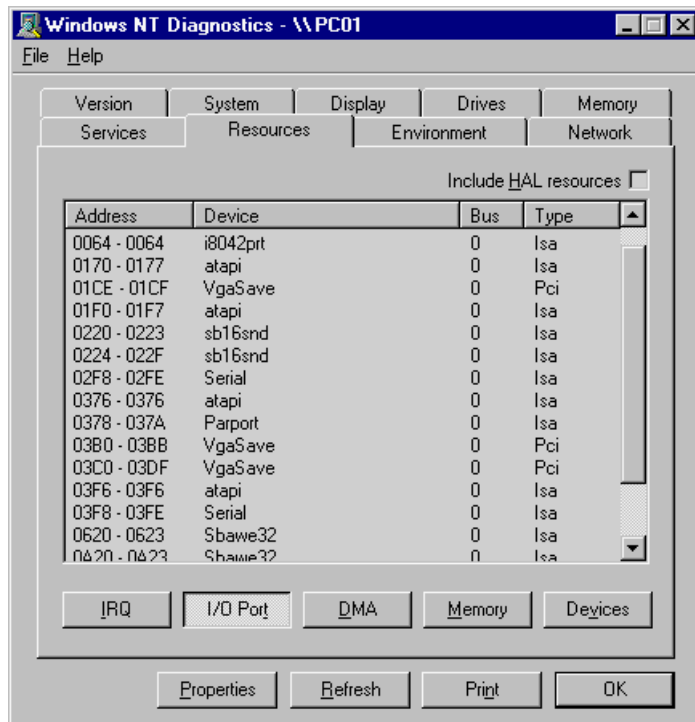 Windows NT Diagnostics - \\PC01
File Help
Version System Display Drives Memory
Services Resources Environment Network
Include HAL resources
Address Device Bus Type
0064 - 0064 i8042prt 0 Isa
0170 - 0177 atapi 0 Isa
01CE - 01CF VgaSave 0 Pci
01F0 - 01F7 atapi 0 Isa
0220 - 0223 sb16snd 0 Isa
0224 - 022F sb16snd 0 Isa
02F8 - 02FE Serial 0 Isa
0376 - 0376 atapi 0 Isa
0378 - 037A Parport 0 Isa
03B0 - 03BB VgaSave 0 Pci
03C0 - 03DF VgaSave 0 Pci
03F6 - 03F6 atapi 0 Isa
03F8 - 03FE Serial 0 Isa
0620 - 0623 Sbawe32 0 Isa
0A20 - 0A23 Sbawe32 0 Isa
IRQ I/O Port DMA Memory Devices
Properties Refresh Print OK